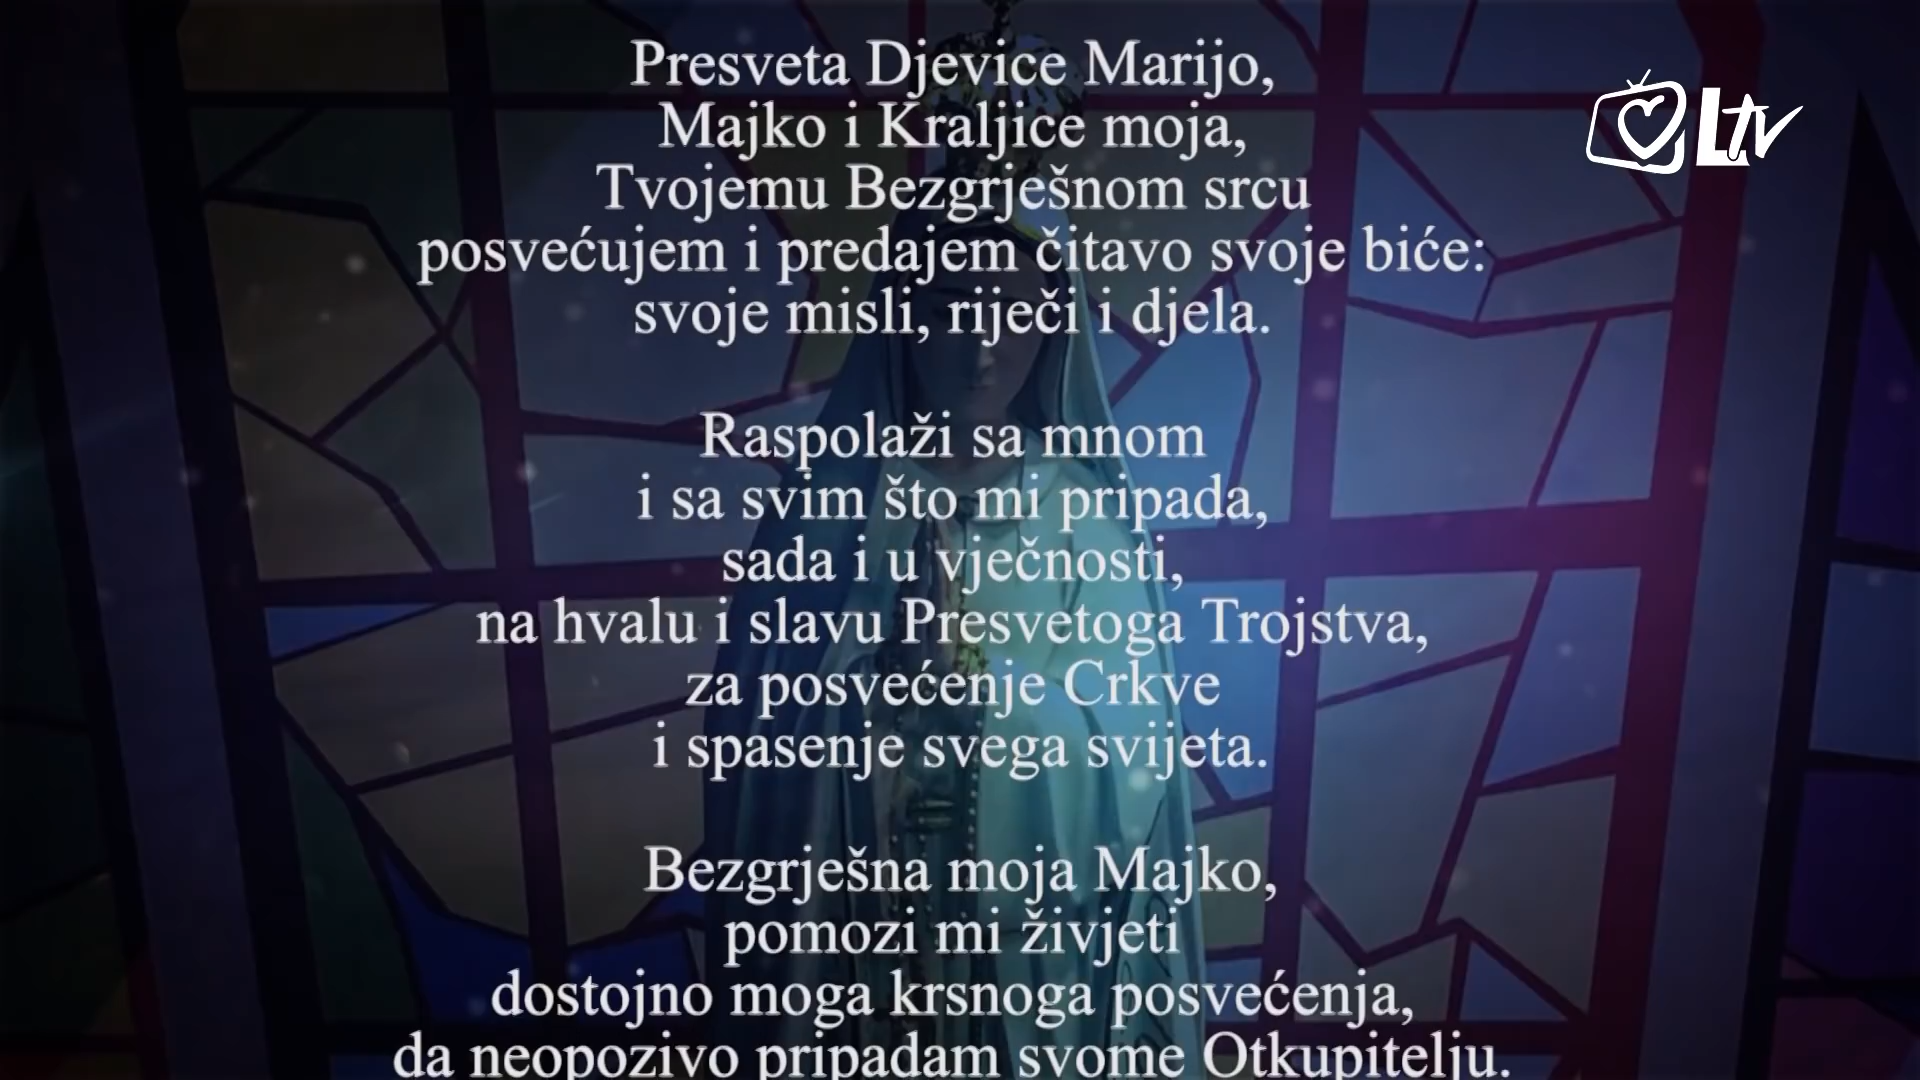 Presveta Djevice Marijo,
Majko i Kraljice moja,
Tvojemu Bezgrješnom srcu
posvećujem i predajem čitavo svoje biće:
svoje misli, riječi i djela.
Raspolaži sa mnom
i sa svim što mi pripada,
sada i u vječnosti,
na hvalu i slavu Presvetoga Trojstva,
za posvećenje Crkve
i spasenje svega svijeta.
Bezgrješna moja Majko,
pomozi mi živjeti
dostojno moga krsnoga posvećenja,
da neopozivo pripadam svome Otkupitelju.
Ltv